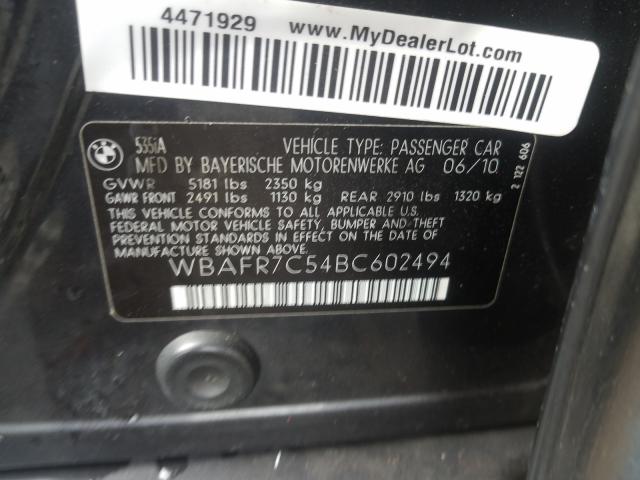 4471929 www.MyDealerLot.com
535iA VEHICLE TYPE: PASSENGER CAR
MFD BY BAYERISCHE MOTORENWERKE AG 06/10
GVWR 5181 lbs 2350 kg
GAWR FRONT 2491 lbs 1130 kg REAR 2910 lbs 1320 kg
THIS VEHICLE CONFORMS TO ALL APPLICABLE U.S.
FEDERAL MOTOR VEHICLE SAFETY, BUMPER AND THEFT
PREVENTION STANDARDS IN EFFECT ON THE DATE OF
MANUFACTURE SHOWN ABOVE.
WBAFR7C54BC602494
2 122 606